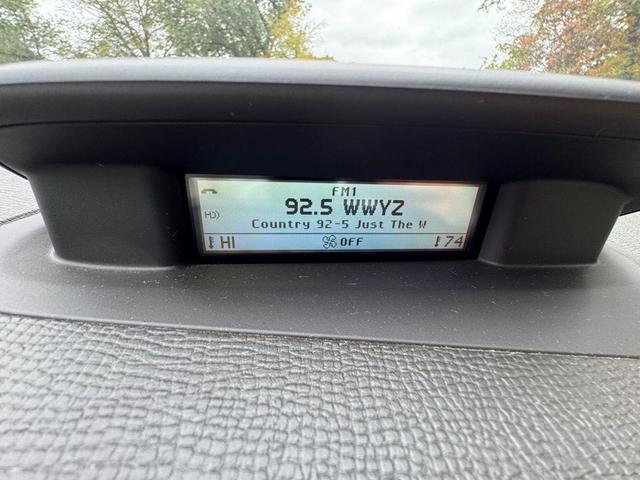 FM1
92.5 WWYZ
HD)
Country 92-5 Just The W
HI OFF 74